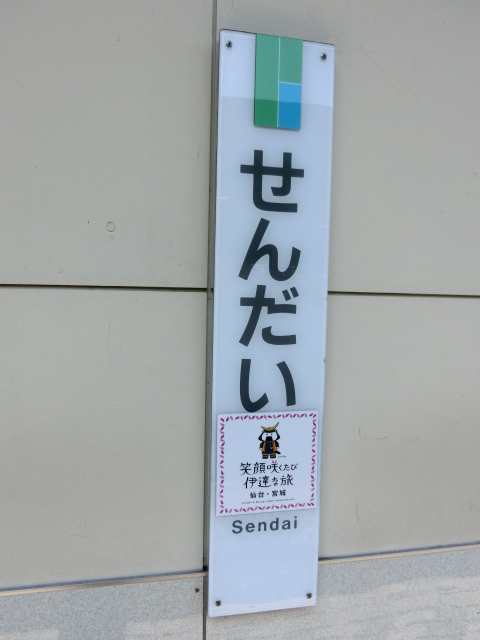 せんだい
笑顔咲くたび
伊達な旅
仙台・宮城
Sendai